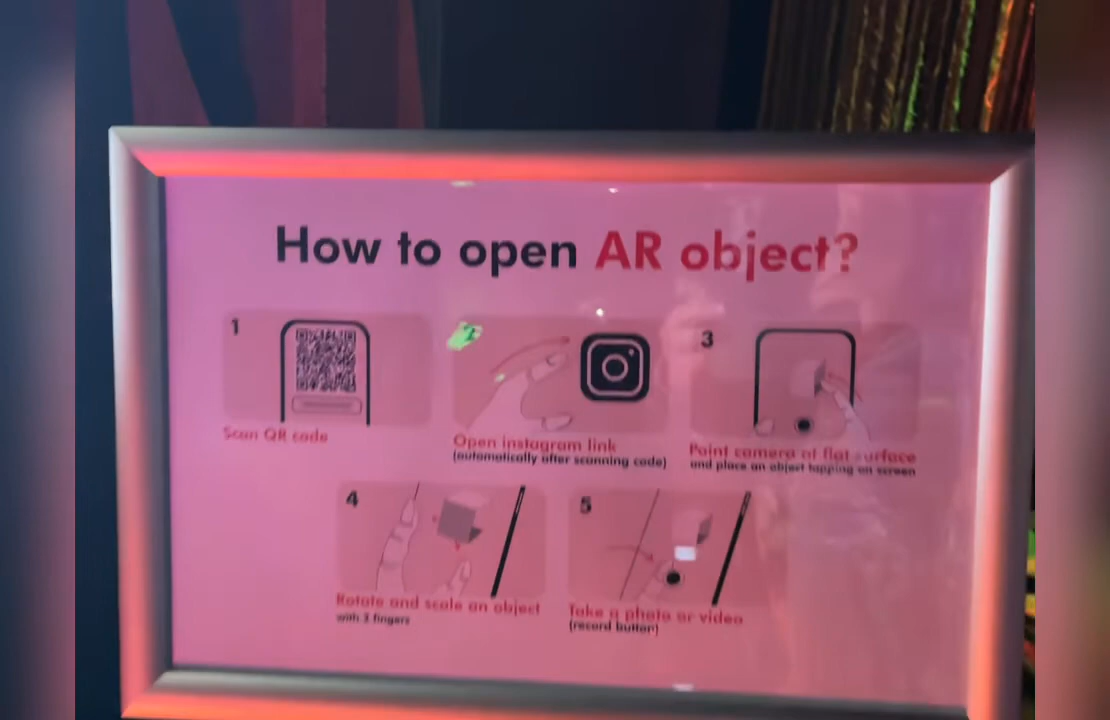 How to open AR object?
1
Scan QR code
2
Open instagram link
(automatically after scanning code)
3
Point camera at flat surface
and place an object tapping on screen
4
Rotate and scale an object
with 2 fingers
5
Take a photo or video
(record button)